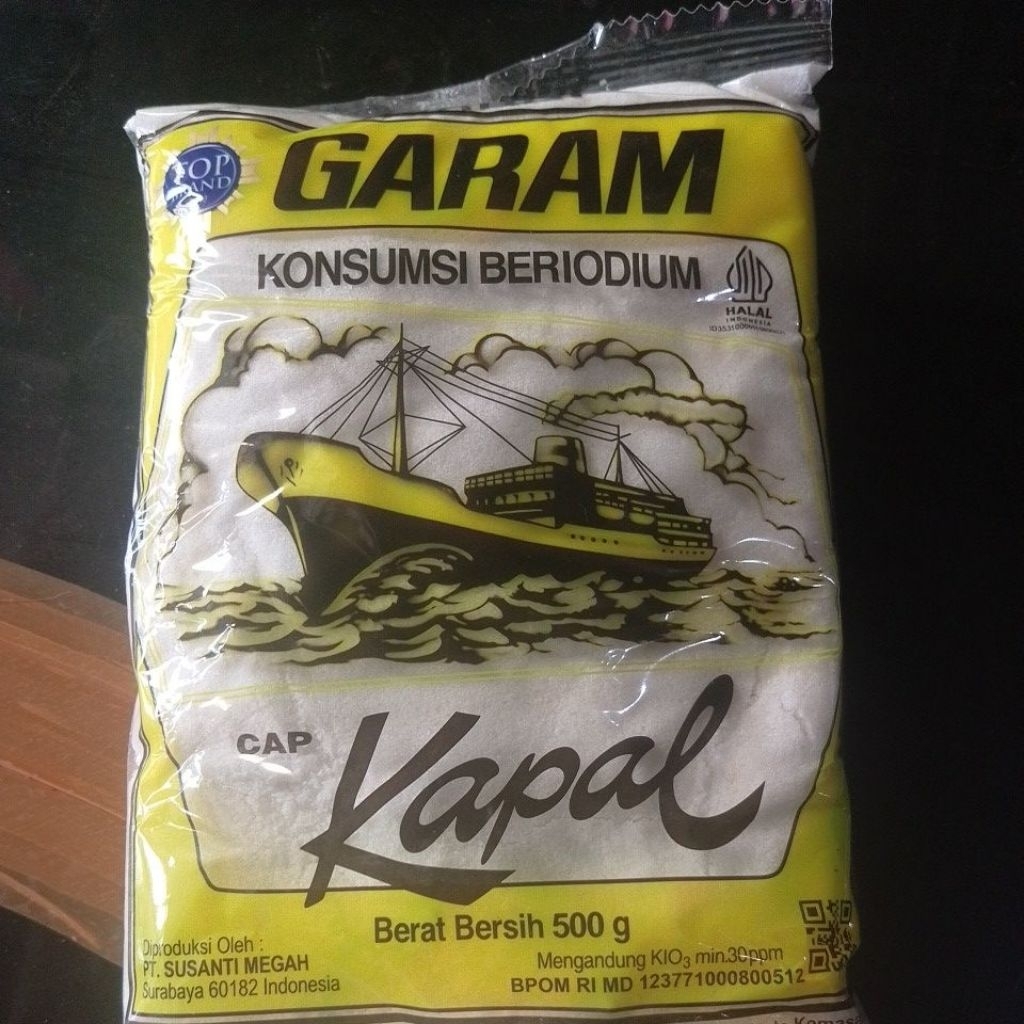 TOP
GARAM
KONSUMSI BERIODIUM
HALAL
INDONESIA
CAP
Kapal
Berat Bersih 500 g
Diproduksi Oleh :
PT. SUSANTI MEGAH
Surabaya 60182 Indonesia
Mengandung KIO₃ min.30ppm
BPOM RI MD 123771000800512